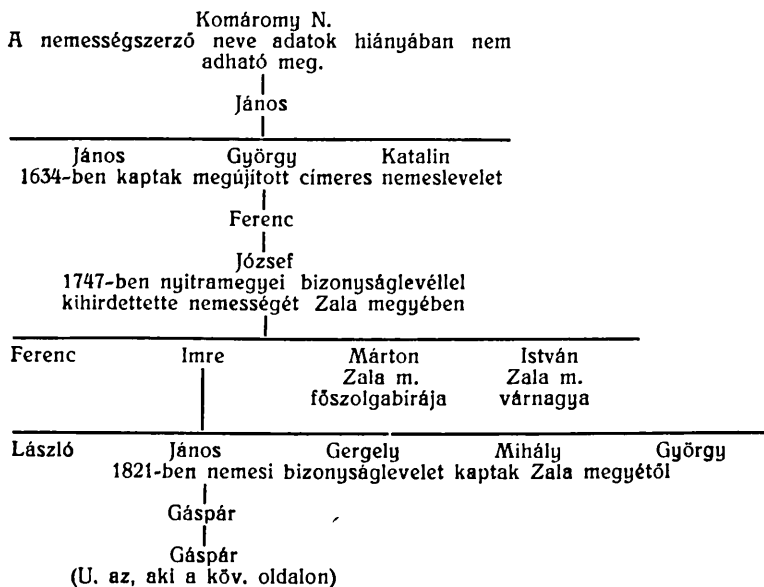 Komáromy N.
A nemességszerző neve adatok hiányában nem
adható meg.
János
János György Katalin
1634-ben kaptak megújított címeres nemeslevelet
Ferenc
József
1747-ben nyitramegyei bizonyságlevéllel
kihirdettette nemességét Zala megyében
Ferenc Imre Márton István
Zala m. Zala m.
főszolgabírája várnagya
László János Gergely Mihály György
1821-ben nemesi bizonyságlevelet kaptak Zala megyétől
Gáspár
Gáspár
(U. az, aki a köv. oldalon)